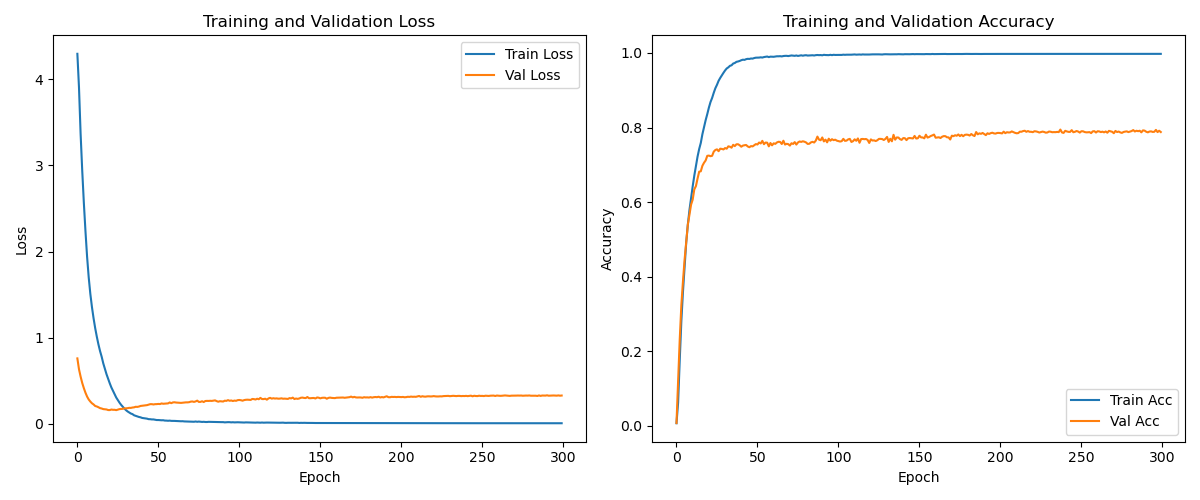 Training and Validation Loss
Train Loss
Val Loss
4
3
2
1
0
Loss
0 50 100 150 200 250 300
Epoch
Training and Validation Accuracy
1.0
0.8
0.6
0.4
0.2
0.0
Accuracy
Train Acc
Val Acc
0 50 100 150 200 250 300
Epoch